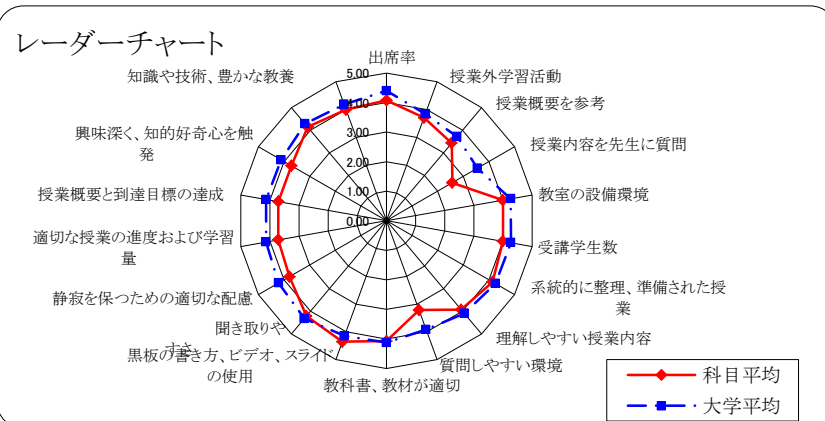 レーダーチャート
出席率
授業外学習活動
授業概要を参考
授業内容を先生に質問
教室の設備環境
受講学生数
系統的に整理、準備された授
業
理解しやすい授業内容
質問しやすい環境
教科書、教材が適切
黒板の書き方、ビデオ、スライド
の使用
聞き取りや
すさ
静寂を保つための適切な配慮
適切な授業の進度および学習
量
授業概要と到達目標の達成
興味深く、知的好奇心を触
発
知識や技術、豊かな教養
5.00
4.00
3.00
2.00
1.00
0.00
科目平均
大学平均